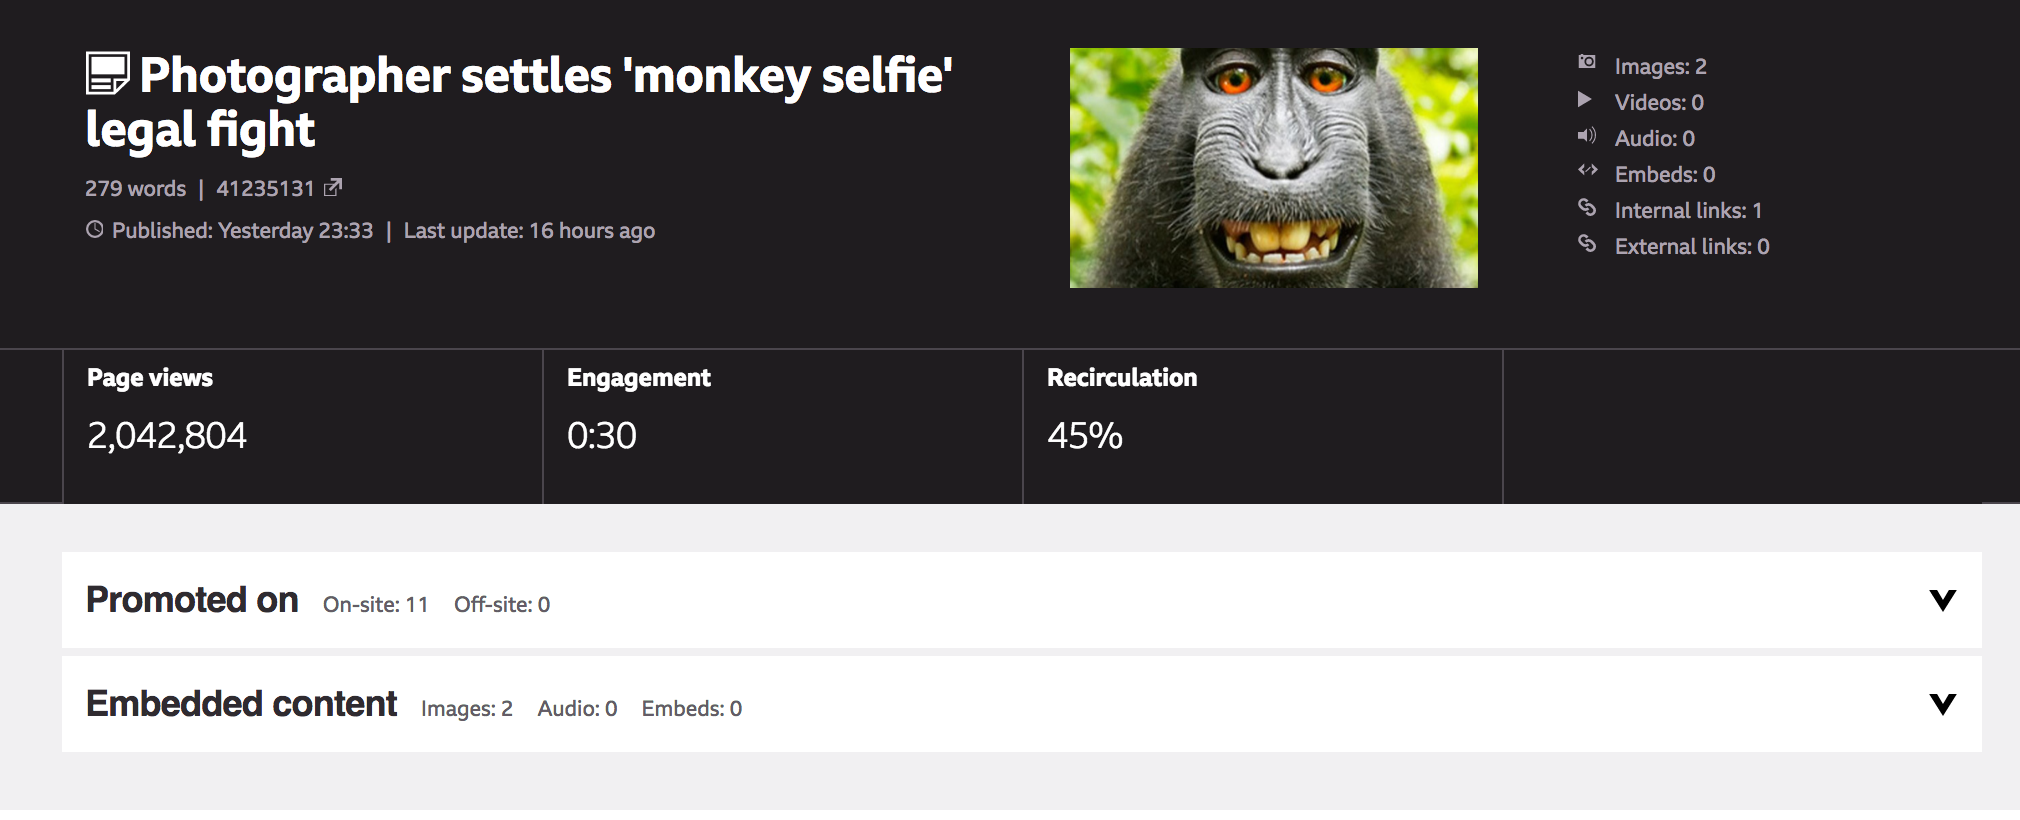 Photographer settles 'monkey selfie'
legal fight
279 words | 41235131
Published: Yesterday 23:33 | Last update: 16 hours ago
Images: 2
Videos: 0
Audio: 0
Embeds: 0
Internal links: 1
External links: 0
Page views
2,042,804
Engagement
0:30
Recirculation
45%
Promoted on On-site: 11 Off-site: 0
Embedded content Images: 2 Audio: 0 Embeds: 0